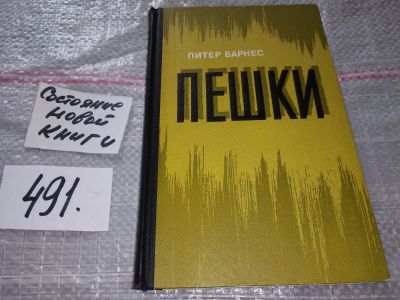 ПИТЕР БАРНЕС
ПЕШКИ
Состояние
новой
книги
491.